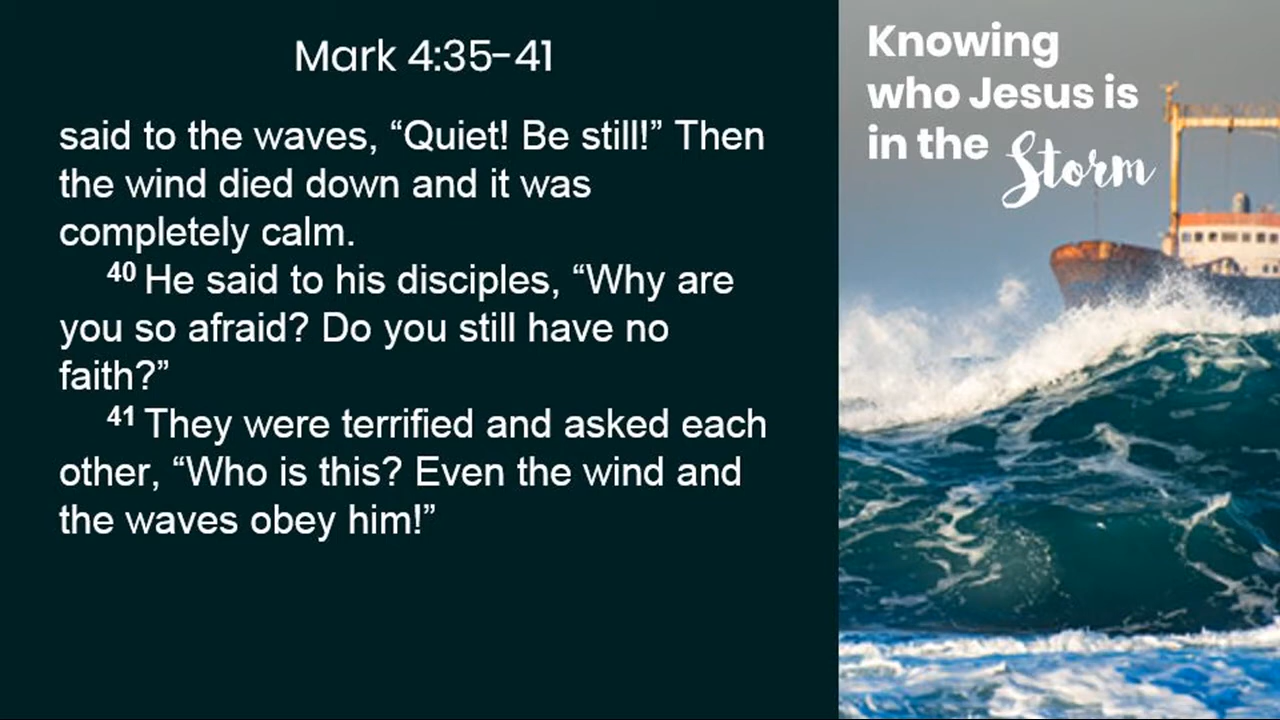 Mark 4:35-41
said to the waves, “Quiet! Be still!” Then
the wind died down and it was
completely calm.
40 He said to his disciples, “Why are
you so afraid? Do you still have no
faith?”
41 They were terrified and asked each
other, “Who is this? Even the wind and
the waves obey him!”
Knowing
who Jesus is
in the Storm